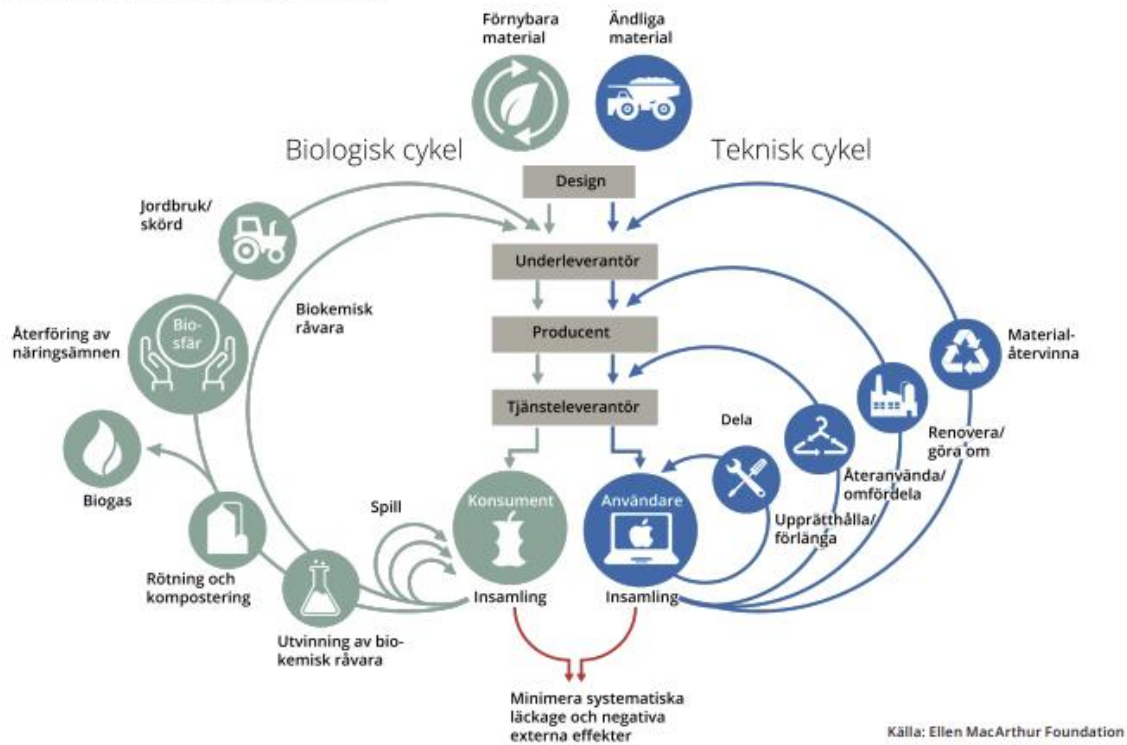 Förnybara
material
Ändliga
material
Biologisk cykel
Teknisk cykel
Design
Jordbruk/
skörd
Underleverantör
Biokemisk
råvara
Bio-
sfär
Återföring av
näringsämnen
Producent
Material-
återvinna
Tjänsteleverantör
Dela
Renovera/
göra om
Återanvända/
omfördela
Biogas
Spill
Konsument
Användare
Upprätthålla/
förlänga
Rötning och
kompostering
Insamling
Insamling
Utvinning av bio-
kemisk råvara
Minimera systematiska
läckage och negativa
externa effekter
Källa: Ellen MacArthur Foundation